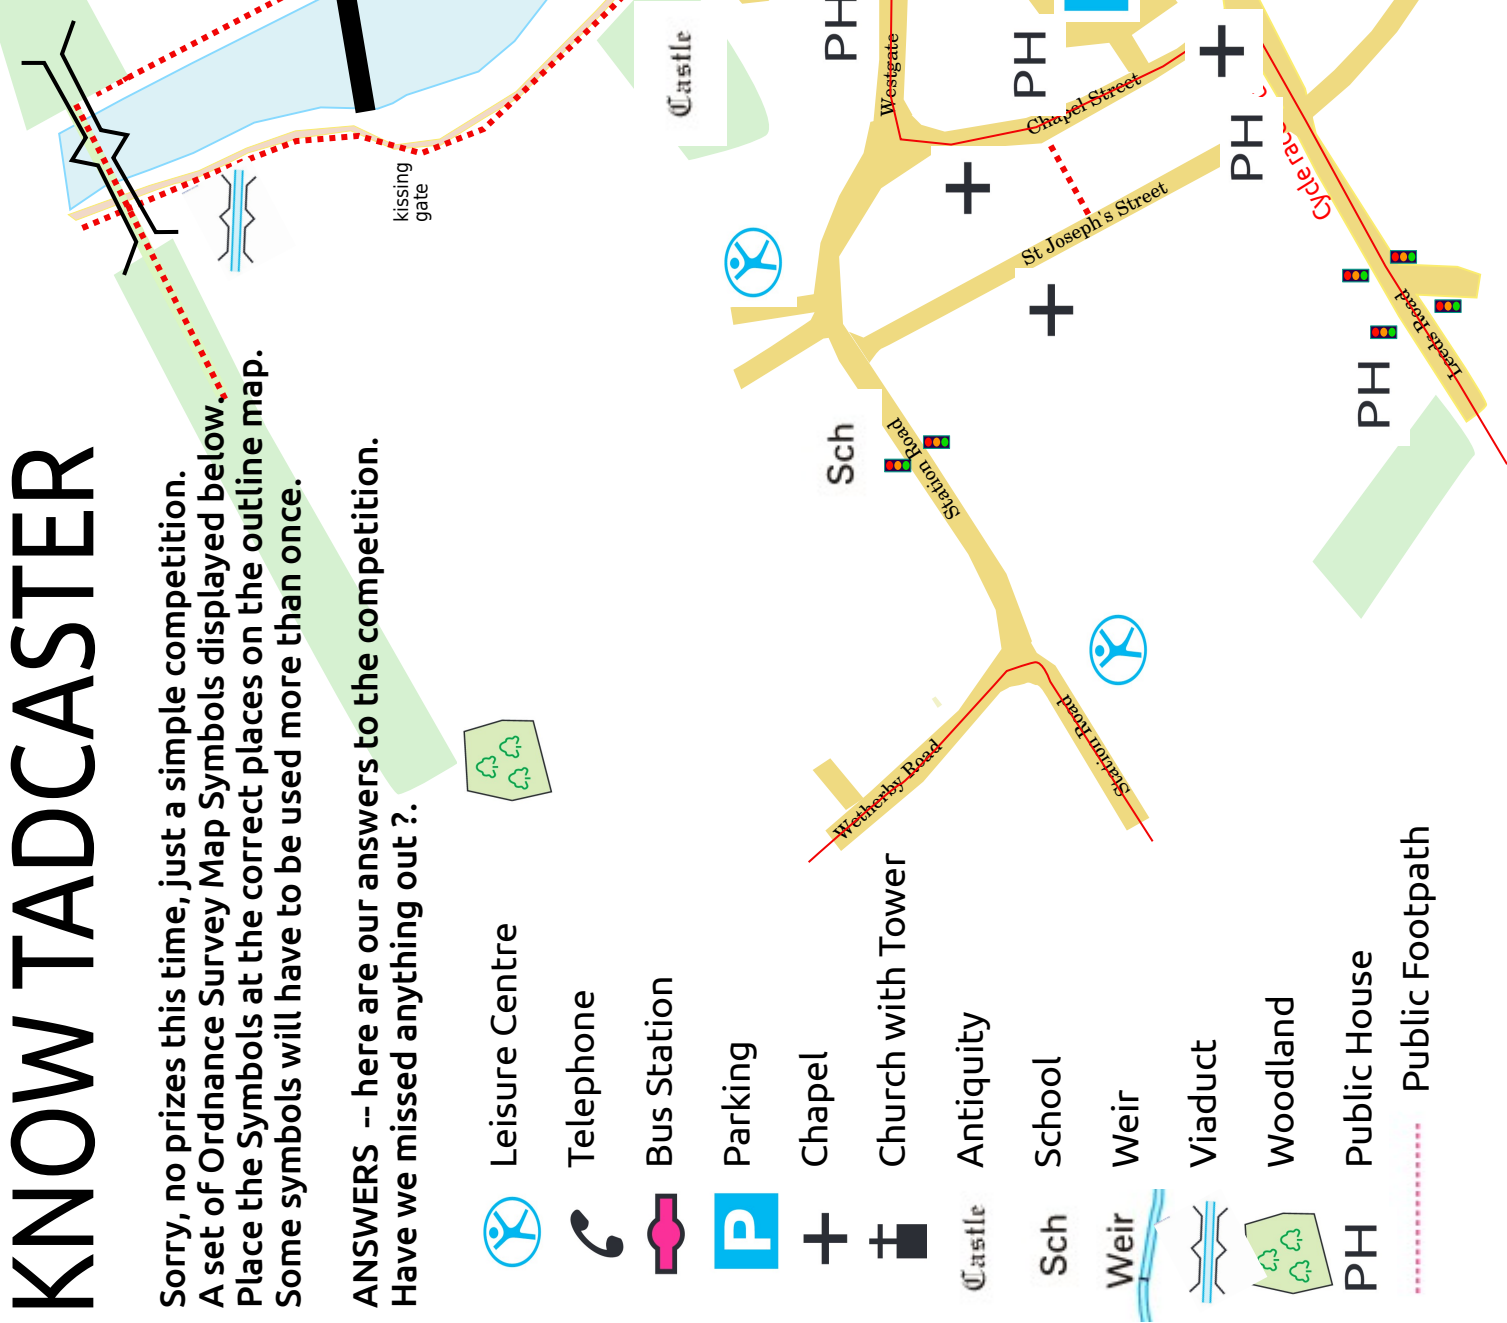 KNOW TADCASTER
Sorry, no prizes this time, just a simple competition.
A set of Ordnance Survey Map Symbols displayed below.
Place the Symbols at the correct places on the outline map.
Some symbols will have to be used more than once.
ANSWERS -- here are our answers to the competition.
Have we missed anything out ?.
Leisure Centre
Telephone
Bus Station
P Parking
Chapel
Church with Tower
Castle Antiquity
Sch School
Weir Weir
Viaduct
Woodland
PH Public House
Public Footpath
kissing
gate
Castle
PH
Westgate
PH
Chapel Street
PH
Cycle race
St Joseph's Street
Sch
Station Road
Leeds Road
PH
Wetherby Road
Station Road